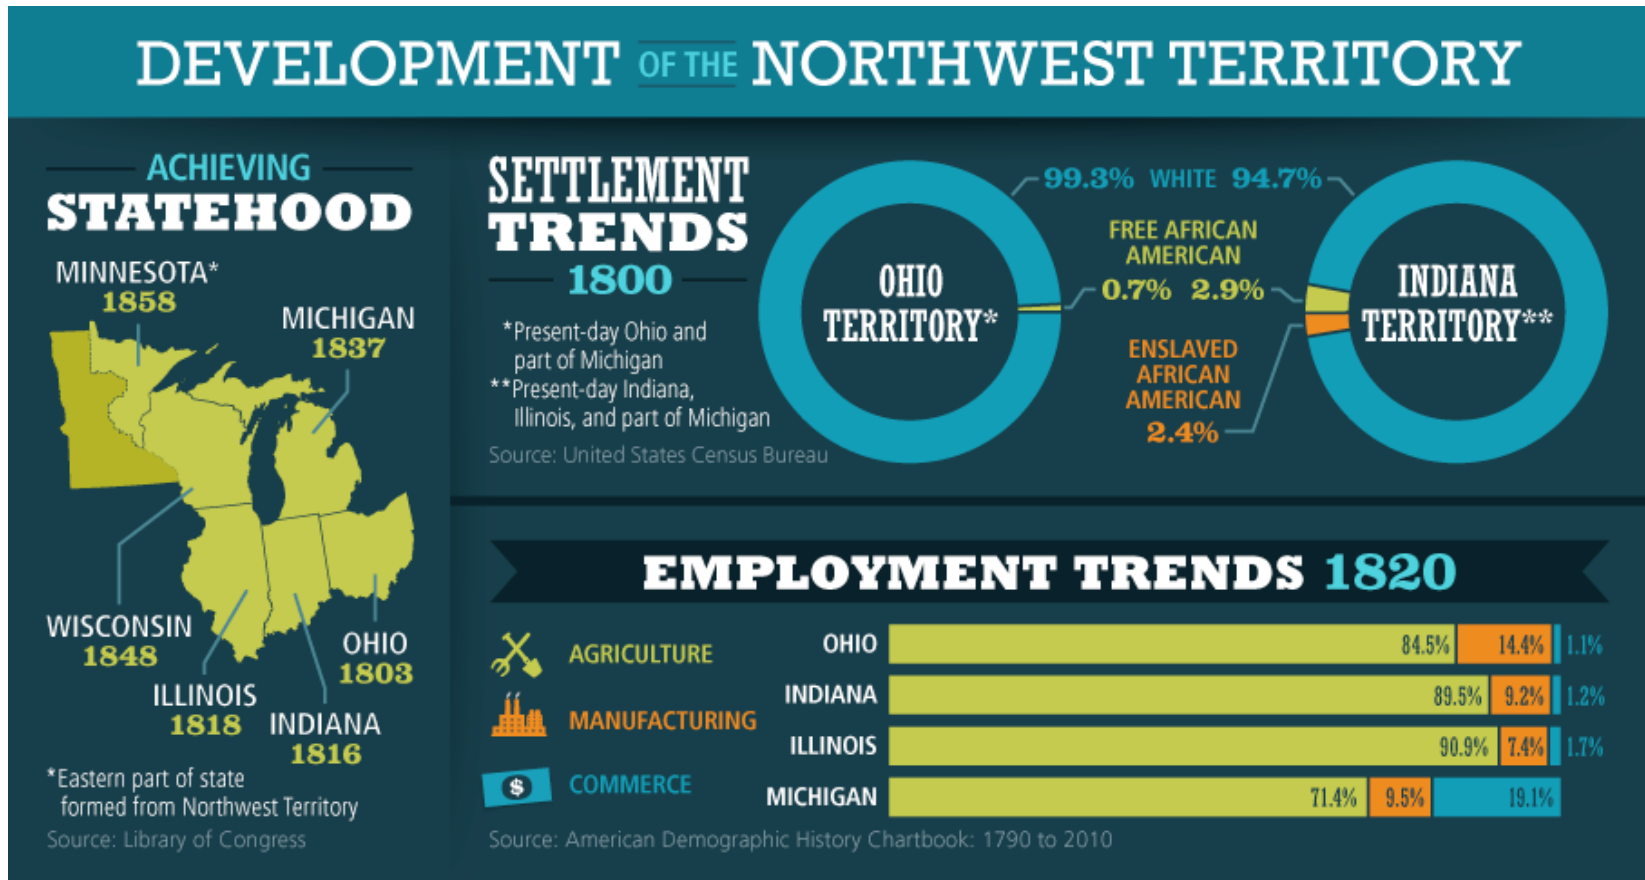 DEVELOPMENT OF THE NORTHWEST TERRITORY
ACHIEVING
STATEHOOD
MINNESOTA*
1858
MICHIGAN
1837
WISCONSIN
1848
OHIO
1803
ILLINOIS
1818
INDIANA
1816
*Eastern part of state
formed from Northwest Territory
Source: Library of Congress
SETTLEMENT
TRENDS
1800
*Present-day Ohio and
part of Michigan
**Present-day Indiana,
Illinois, and part of Michigan
Source: United States Census Bureau
OHIO
TERRITORY*
99.3% WHITE 94.7%
FREE AFRICAN
AMERICAN
0.7% 2.9%
ENSLAVED
AFRICAN
AMERICAN
2.4%
INDIANA
TERRITORY**
EMPLOYMENT TRENDS 1820
AGRICULTURE
MANUFACTURING
$
COMMERCE
OHIO 84.5% 14.4% 1.1%
INDIANA 89.5% 9.2% 1.2%
ILLINOIS 90.9% 7.4% 1.7%
MICHIGAN 71.4% 9.5% 19.1%
Source: American Demographic History Chartbook: 1790 to 2010